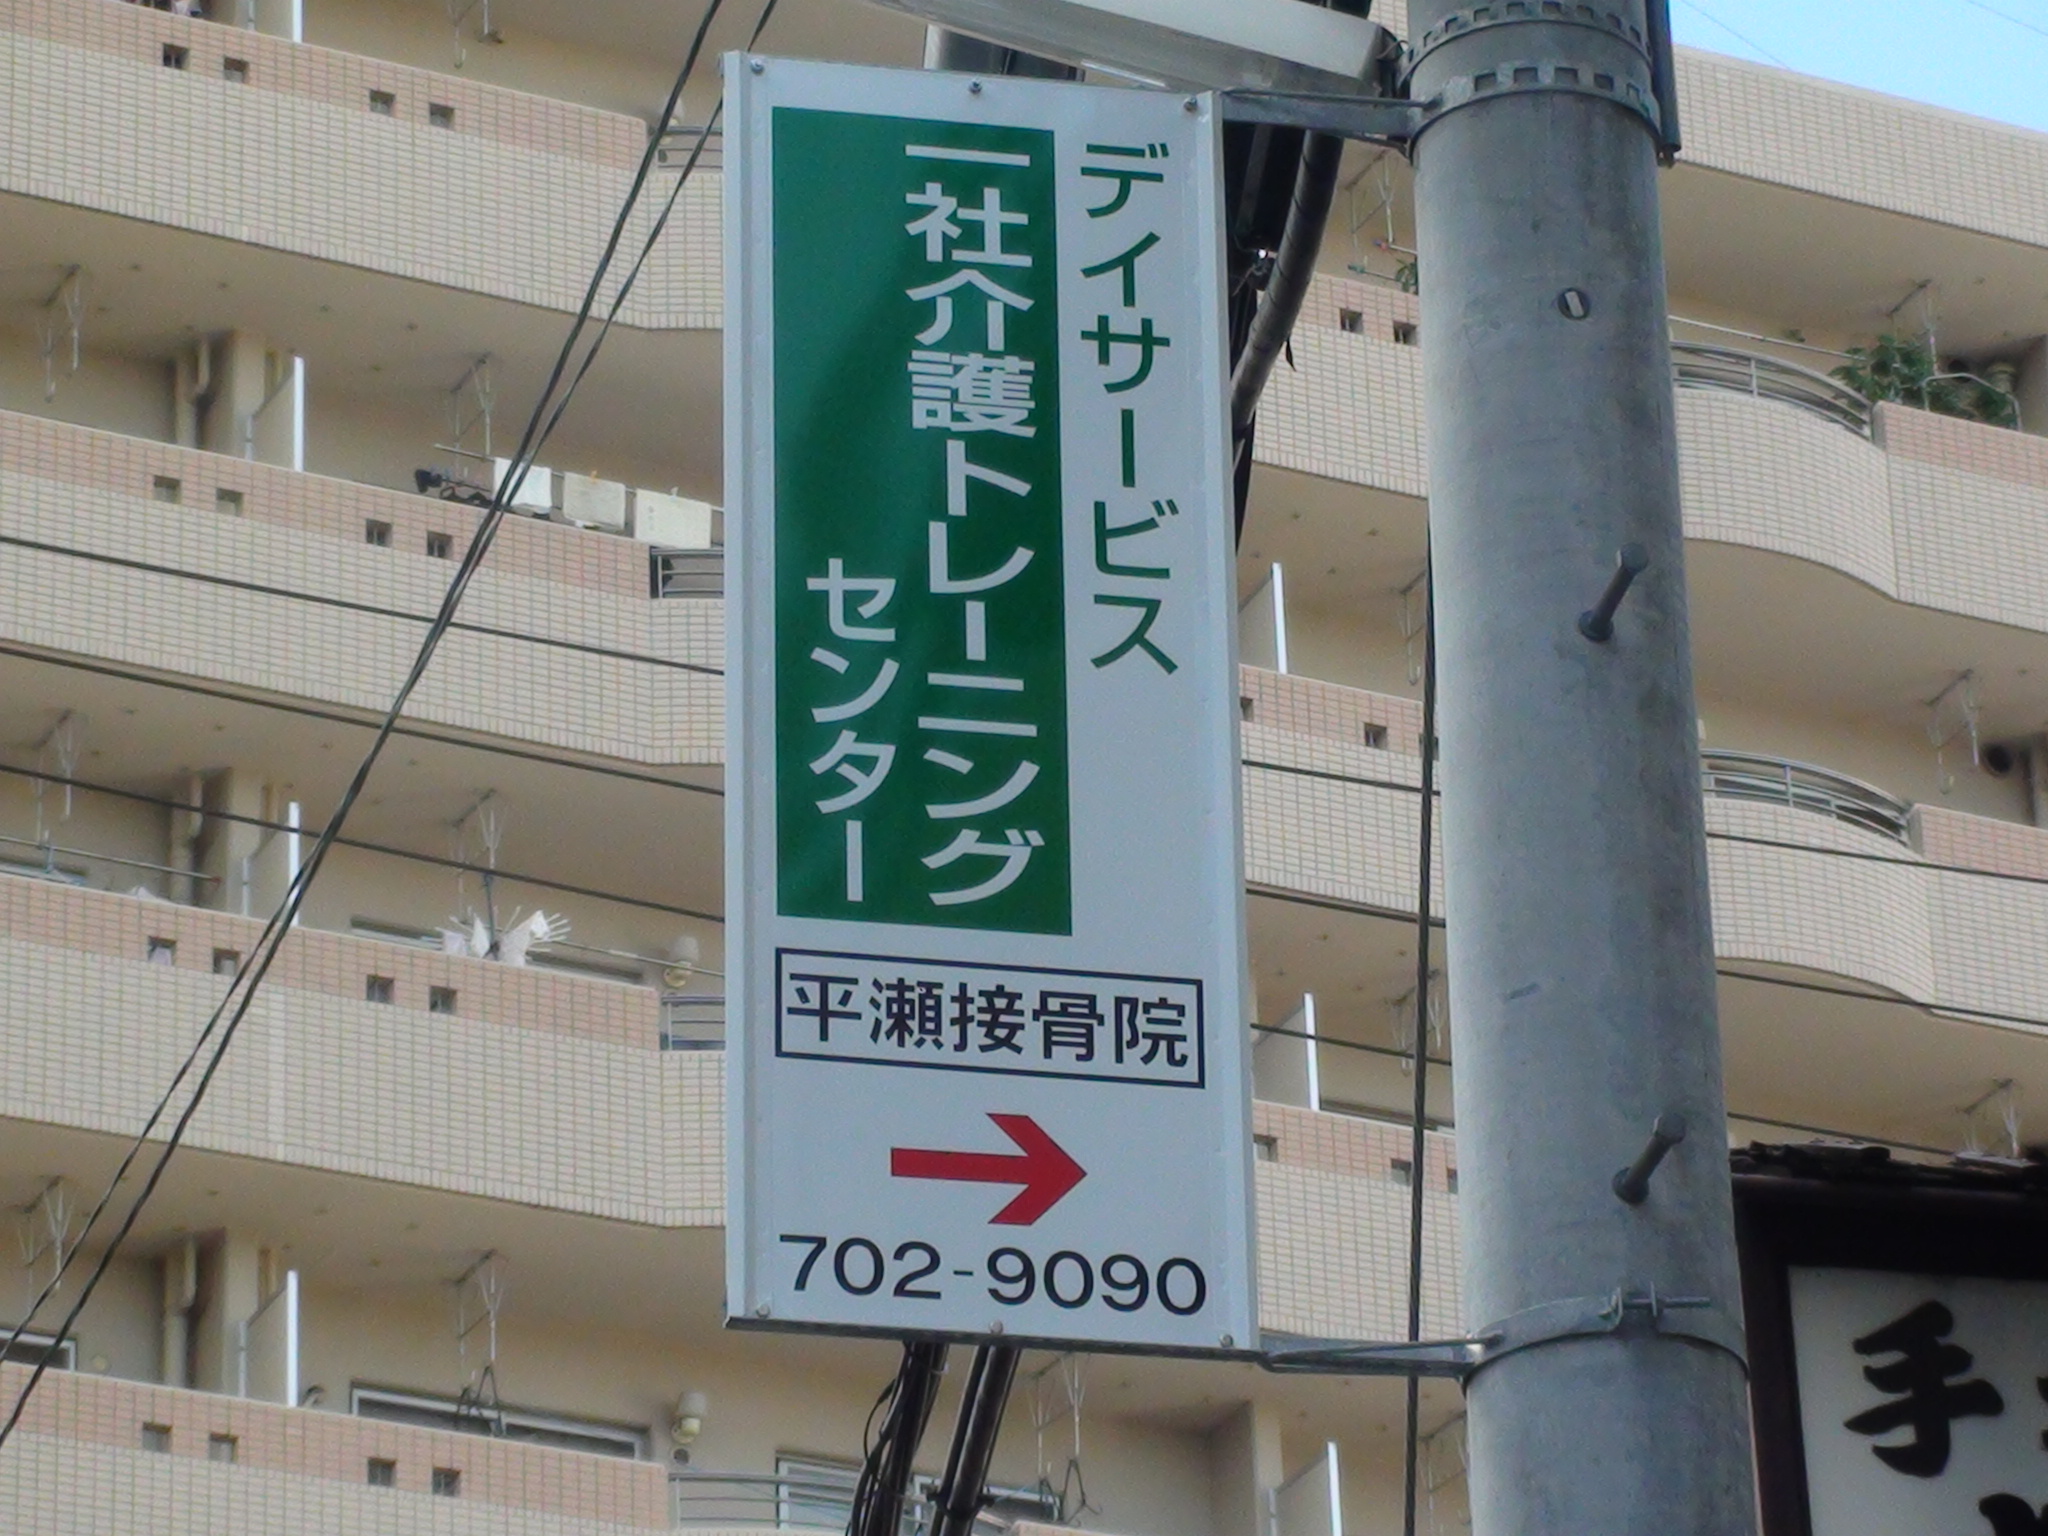 デイサービス
一社介護トレーニング
センター
平瀬接骨院
702-9090
手